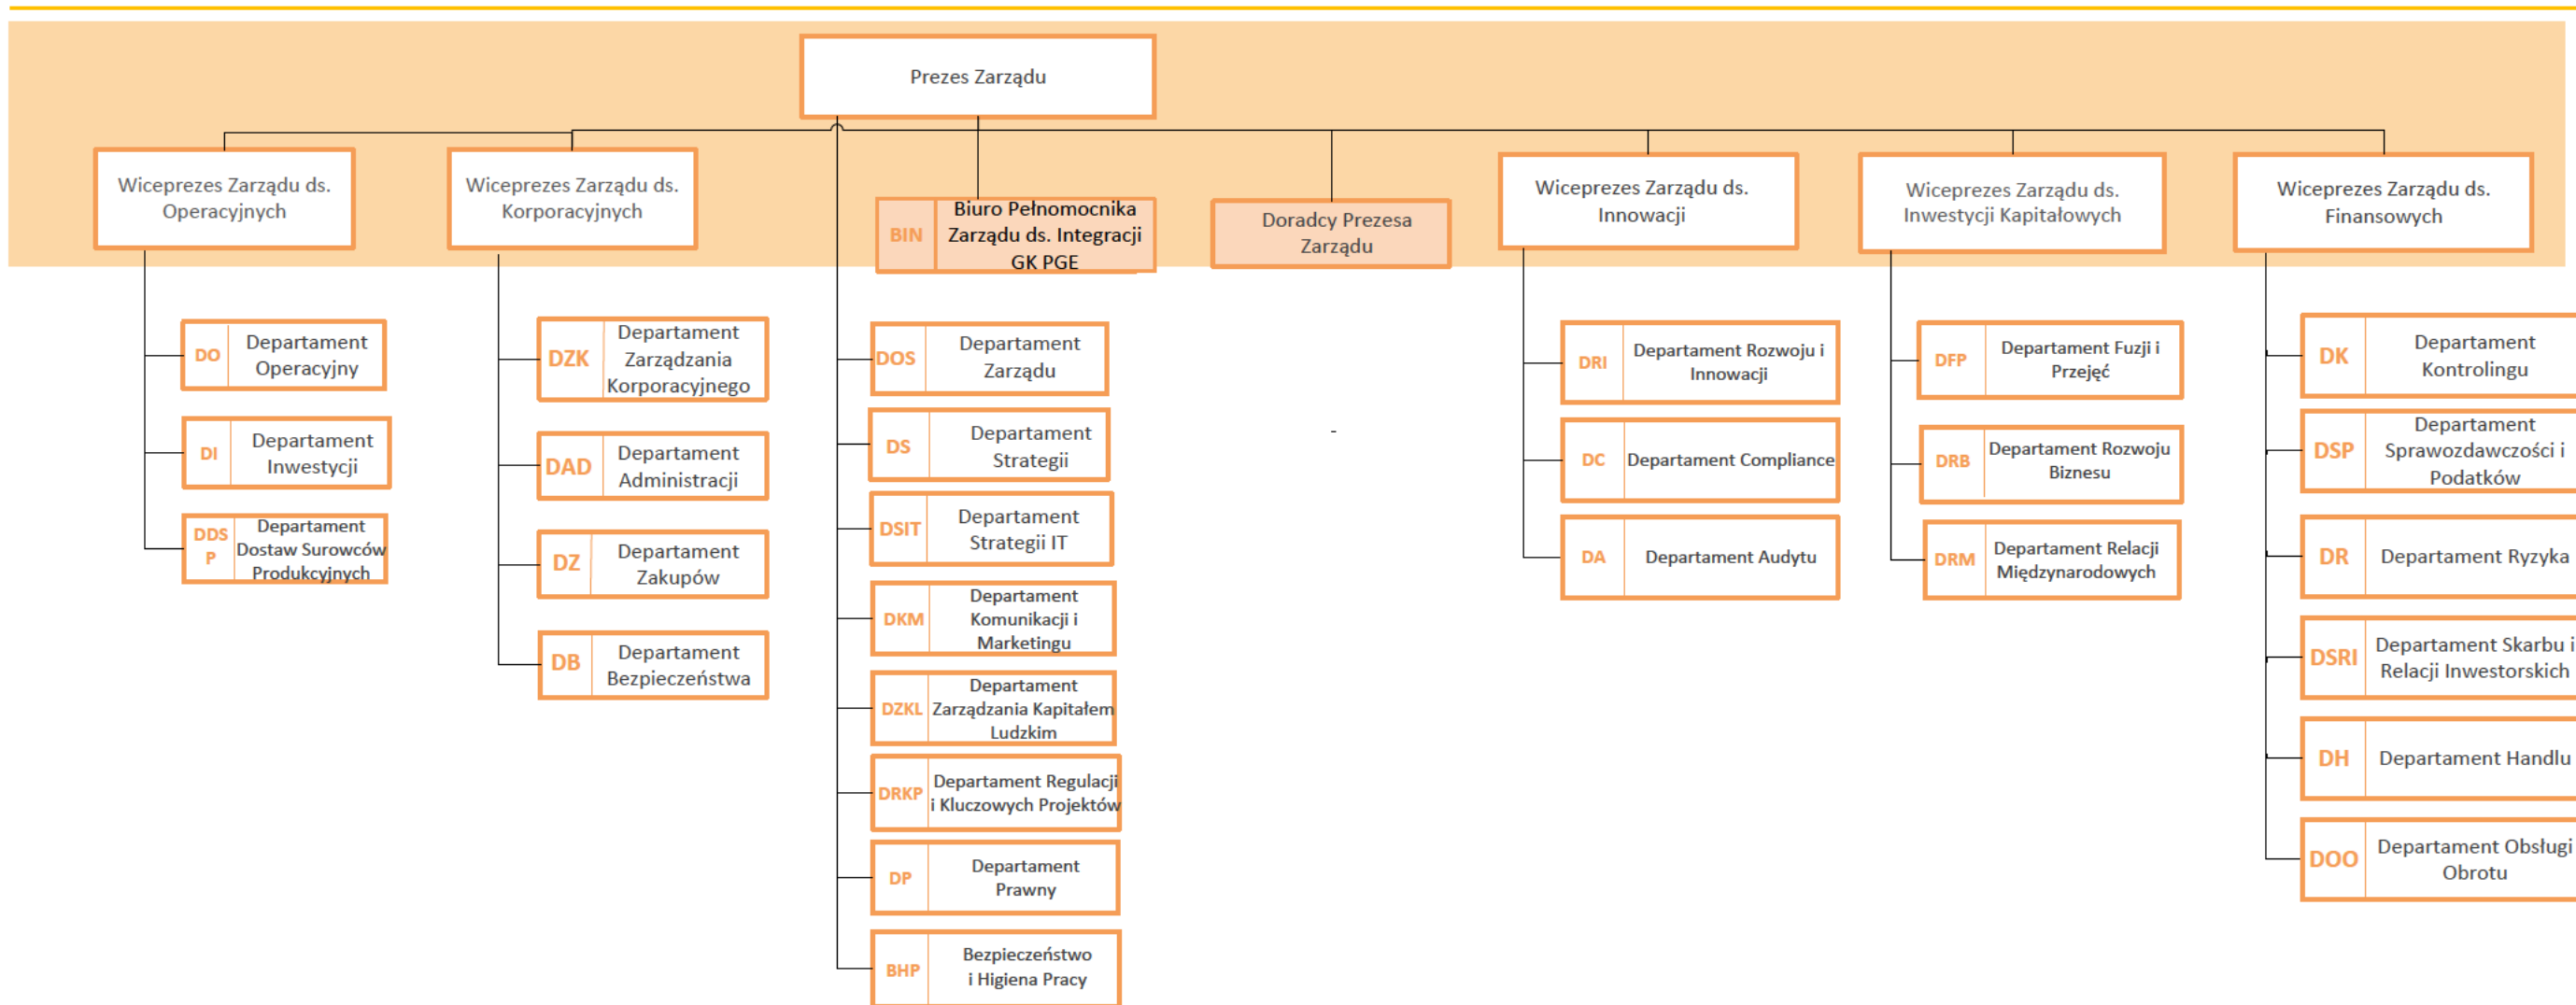 Prezes Zarządu
Wiceprezes Zarządu ds.
Operacyjnych
Wiceprezes Zarządu ds.
Korporacyjnych
BIN
Biuro Pełnomocnika
Zarządu ds. Integracji
GK PGE
Doradcy Prezesa
Zarządu
Wiceprezes Zarządu ds.
Innowacji
Wiceprezes Zarządu ds.
Inwestycji Kapitałowych
Wiceprezes Zarządu ds.
Finansowych
DO
Departament
Operacyjny
DI
Departament
Inwestycji
DDS
P
Departament
Dostaw Surowców
Produkcyjnych
DZK
Departament
Zarządzania
Korporacyjnego
DAD
Departament
Administracji
DZ
Departament
Zakupów
DB
Departament
Bezpieczeństwa
DOS
Departament
Zarządu
DS
Departament
Strategii
DSIT
Departament
Strategii IT
DKM
Departament
Komunikacji i
Marketingu
DZKL
Departament
Zarządzania Kapitałem
Ludzkim
DRKP
Departament Regulacji
i Kluczowych Projektów
DP
Departament
Prawny
BHP
Bezpieczeństwo
i Higiena Pracy
-
DRI
Departament Rozwoju i
Innowacji
DC
Departament Compliance
DA
Departament Audytu
DFP
Departament Fuzji i
Przejęć
DRB
Departament Rozwoju
Biznesu
DRM
Departament Relacji
Międzynarodowych
DK
Departament
Kontrolingu
DSP
Departament
Sprawozdawczości i
Podatków
DR
Departament Ryzyka
DSRI
Departament Skarbu i
Relacji Inwestorskich
DH
Departament Handlu
DOO
Departament Obsługi
Obrotu